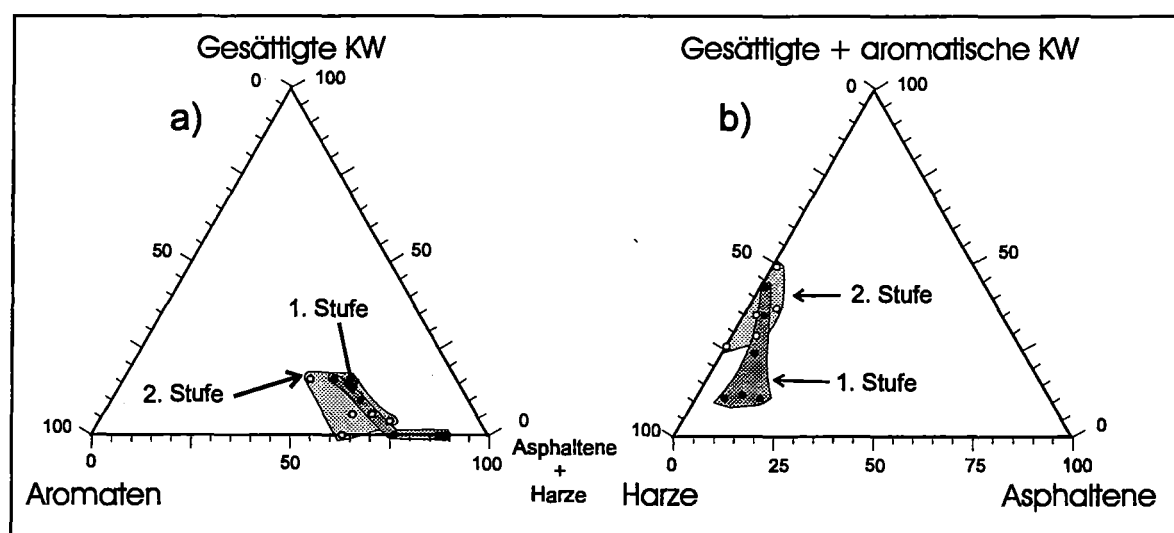 Gesättigte KW
0 100
a)
50 50
1. Stufe
2. Stufe
100 0
0 50 100
Aromaten
Asphaltene
+
Harze
Gesättigte + aromatische KW
0 100
b)
50 50
2. Stufe
1. Stufe
100 0
0 25 50 75 100
Harze
Asphaltene